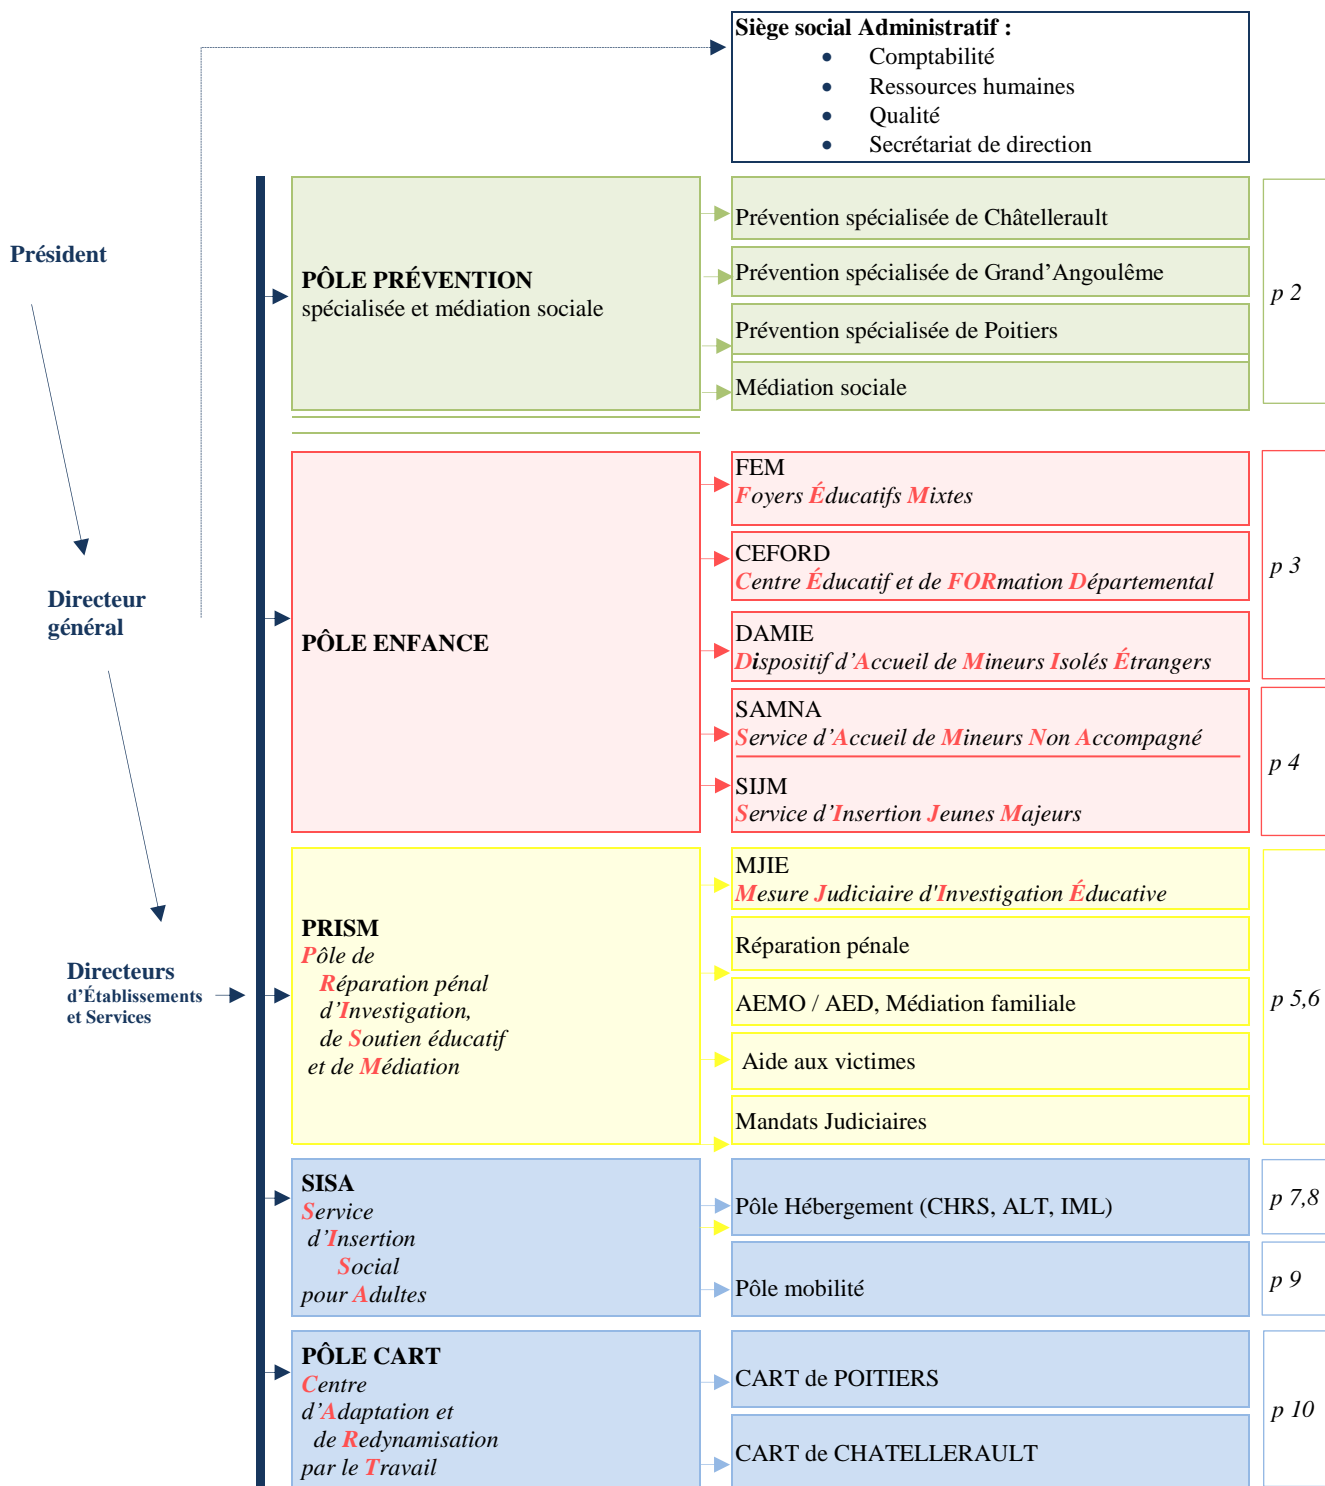 Siège social Administratif :
• Comptabilité
• Ressources humaines
• Qualité
• Secrétariat de direction
Président
Directeur
général
Directeurs
d'Établissements
et Services
PÔLE PRÉVENTION
spécialisée et médiation sociale
Prévention spécialisée de Châtellerault
Prévention spécialisée de Grand'Angoulême
Prévention spécialisée de Poitiers
Médiation sociale
p 2
PÔLE ENFANCE
FEM
Foyers Éducatifs Mixtes
CEFORD
Centre Éducatif et de FORmation Départemental
DAMIE
Dispositif d'Accueil de Mineurs Isolés Étrangers
p 3
SAMNA
Service d'Accueil de Mineurs Non Accompagné
SIJM
Service d'Insertion Jeunes Majeurs
p 4
PRISM
Pôle de
Réparation pénal
d'Investigation,
de Soutien éducatif
et de Médiation
MJIE
Mesure Judiciaire d'Investigation Éducative
Réparation pénale
AEMO / AED, Médiation familiale
Aide aux victimes
Mandats Judiciaires
p 5,6
SISA
Service
d'Insertion
Social
pour Adultes
Pôle Hébergement (CHRS, ALT, IML)
p 7,8
Pôle mobilité
p 9
PÔLE CART
Centre
d'Adaptation et
de Redynamisation
par le Travail
CART de POITIERS
CART de CHATELLERAULT
p 10